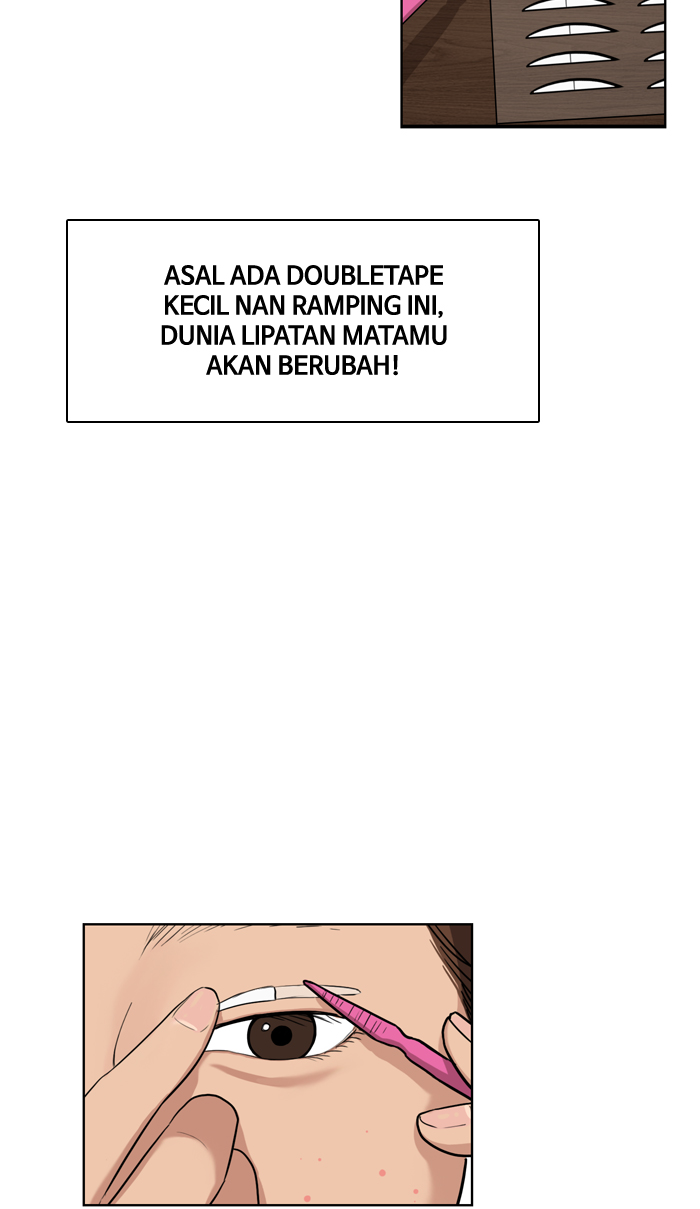 ASAL ADA DOUBLETAPE
KECIL NAN RAMPING INI,
DUNIA LIPATAN MATAMU
AKAN BERUBAH!